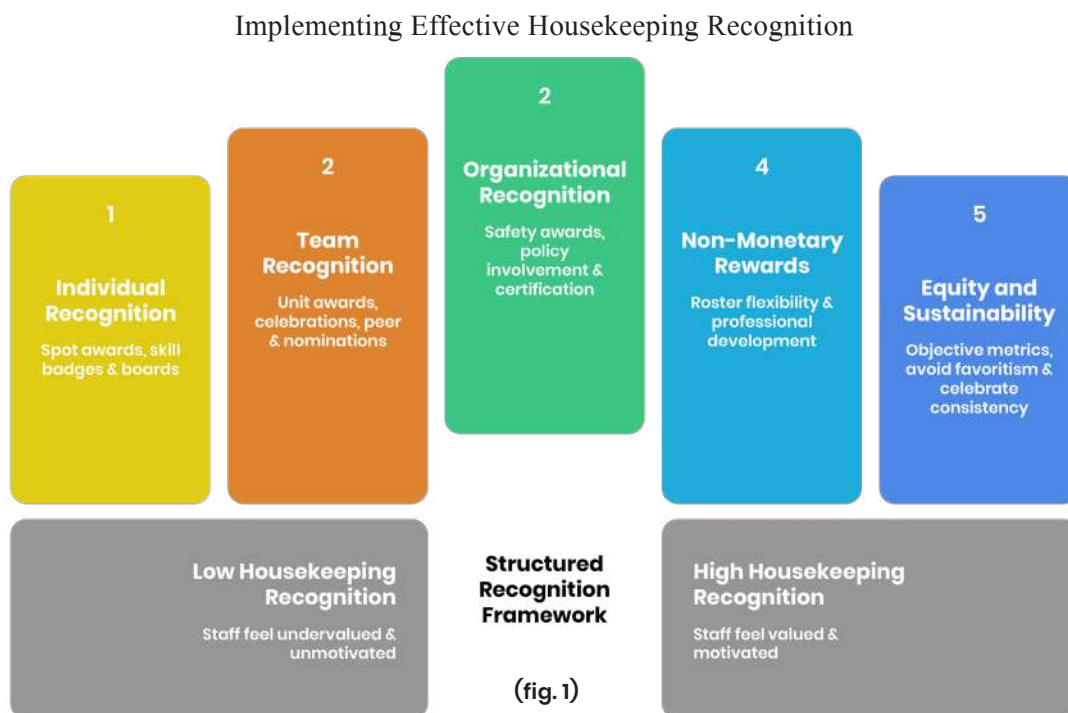 Implementing Effective Housekeeping Recognition
1
Individual
Recognition
Spot awards, skill
badges & boards
2
Team
Recognition
Unit awards,
celebrations, peer
& nominations
2
Organizational
Recognition
Safety awards,
policy
involvement &
certification
4
Non-Monetary
Rewards
Roster flexibility &
professional
development
5
Equity and
Sustainability
Objective metrics,
avoid favoritism &
celebrate
consistency
Low Housekeeping
Recognition
Staff feel undervalued &
unmotivated
Structured
Recognition
Framework
(fig. 1)
High Housekeeping
Recognition
Staff feel valued &
motivated